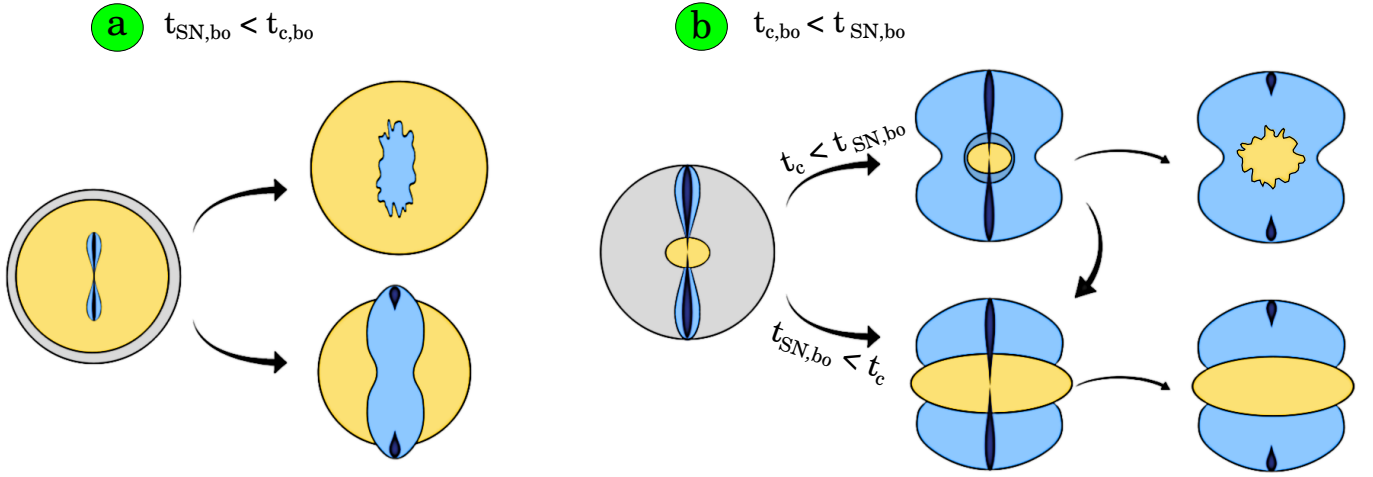 a
t_SN,bo < t_c,bo
b
t_c,bo < t_SN,bo
t_c < t_SN,bo
t_SN,bo < t_c